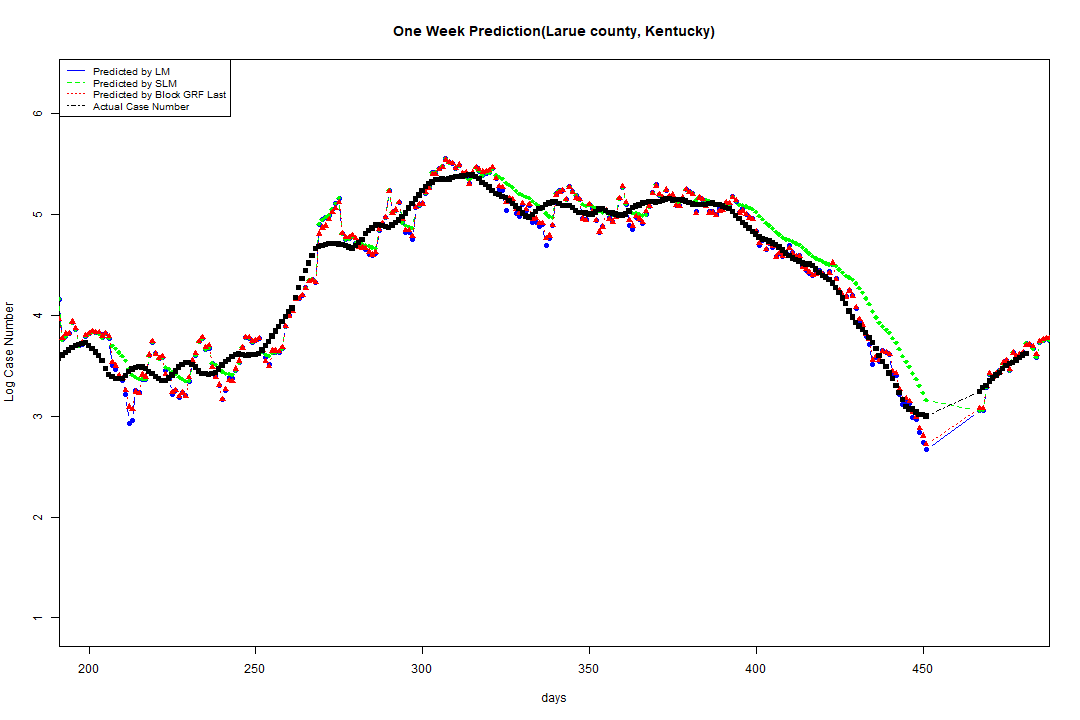 One Week Prediction(Larue county, Kentucky)
Predicted by LM
Predicted by SLM
Predicted by Block GRF Last
Actual Case Number
Log Case Number
6
5
4
3
2
1
200 250 300 350 400 450
days